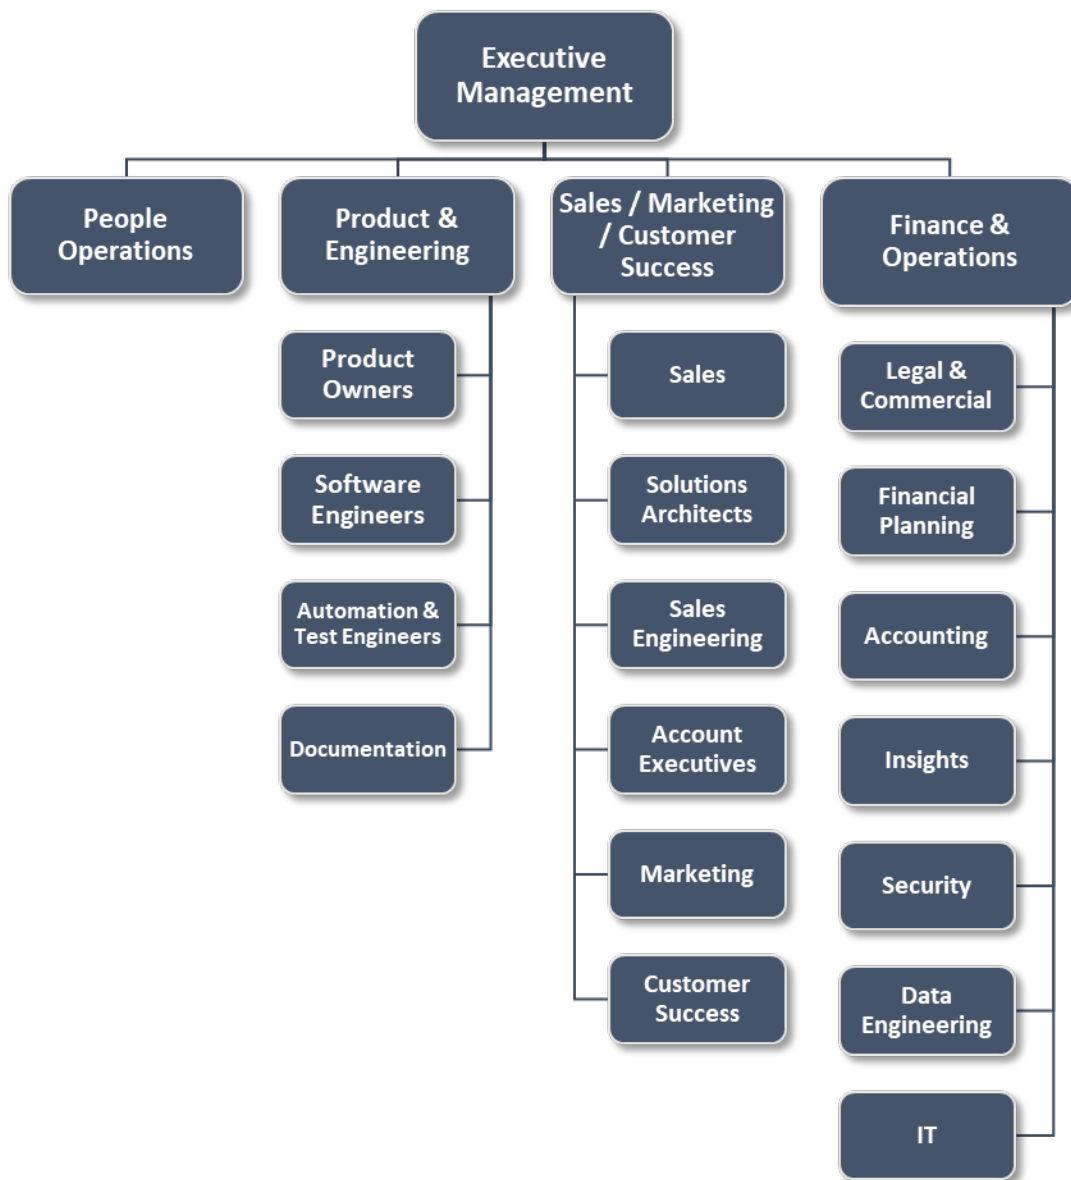 Executive
Management
People
Operations
Product &
Engineering
Sales / Marketing
/ Customer
Success
Finance &
Operations
Product
Owners
Software
Engineers
Automation &
Test Engineers
Documentation
Sales
Solutions
Architects
Sales
Engineering
Account
Executives
Marketing
Customer
Success
Legal &
Commercial
Financial
Planning
Accounting
Insights
Security
Data
Engineering
IT